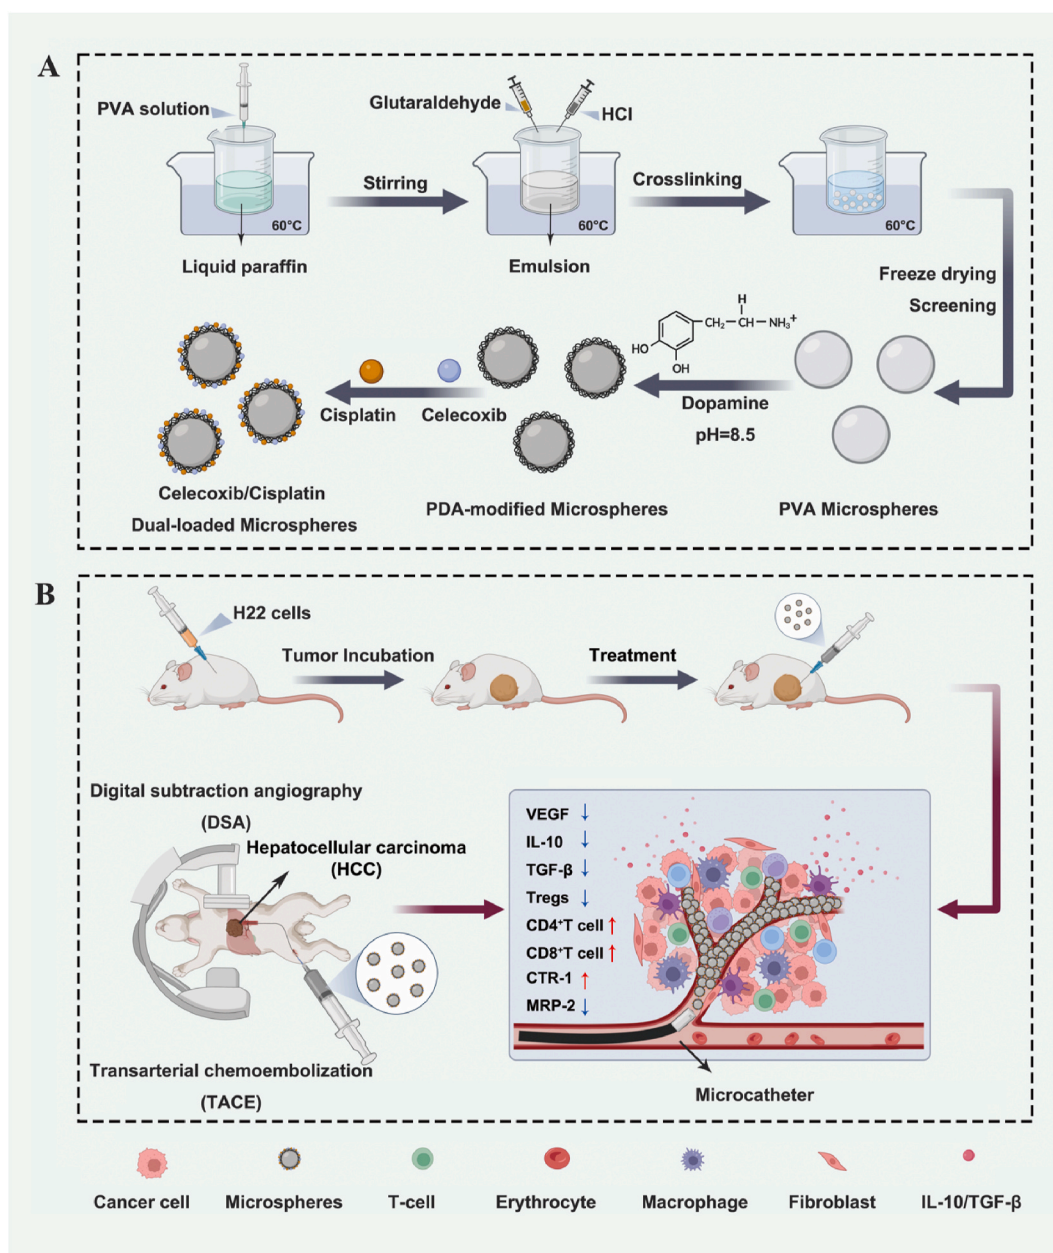 A
PVA solution
Glutaraldehyde
HCl
Stirring
Crosslinking
60°C
60°C
60°C
Liquid paraffin
Emulsion
Freeze drying
Screening
H
CH₂
CH
NH₃⁺
HO
OH
Cisplatin
Celecoxib
Dopamine
pH=8.5
Celecoxib/Cisplatin
Dual-loaded Microspheres
PDA-modified Microspheres
PVA Microspheres
B
H22 cells
Tumor Incubation
Treatment
Digital subtraction angiography
(DSA)
Hepatocellular carcinoma
(HCC)
Transarterial chemoembolization
(TACE)
VEGF ↓
IL-10 ↓
TGF-β ↓
Tregs ↓
CD4⁺T cell ↑
CD8⁺T cell ↑
CTR-1 ↑
MRP-2 ↓
Microcatheter
Cancer cell
Microspheres
T-cell
Erythrocyte
Macrophage
Fibroblast
IL-10/TGF-β